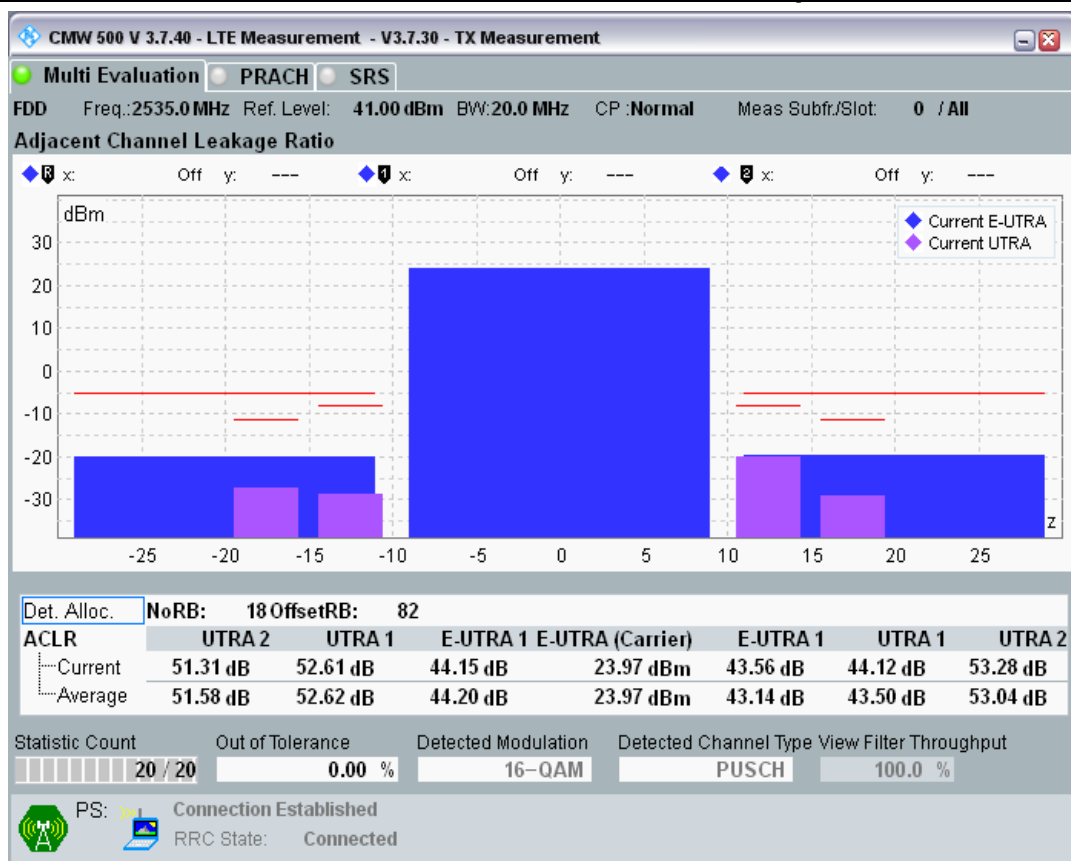 CMW 500 V 3.7.40 - LTE Measurement - V3.7.30 - TX Measurement
Multi Evaluation PRACH SRS
FDD Freq.:2535.0 MHz Ref. Level: 41.00 dBm BW:20.0 MHz CP :Normal Meas Subfr./Slot: 0 / All
Adjacent Channel Leakage Ratio
R x: Off y: --- 1 x: Off y: --- 2 x: Off y: ---
dBm
Current E-UTRA
Current UTRA
30
20
10
0
-10
-20
-30
z
-25 -20 -15 -10 -5 0 5 10 15 20 25
Det. Alloc. NoRB: 18 OffsetRB: 82
ACLR UTRA 2 UTRA 1 E-UTRA 1 E-UTRA (Carrier) E-UTRA 1 UTRA 1 UTRA 2
Current 51.31 dB 52.61 dB 44.15 dB 23.97 dBm 43.56 dB 44.12 dB 53.28 dB
Average 51.58 dB 52.62 dB 44.20 dB 23.97 dBm 43.14 dB 43.50 dB 53.04 dB
Statistic Count Out of Tolerance Detected Modulation Detected Channel Type View Filter Throughput
20 / 20 0.00 % 16-QAM PUSCH 100.0 %
PS: Connection Established
RRC State: Connected